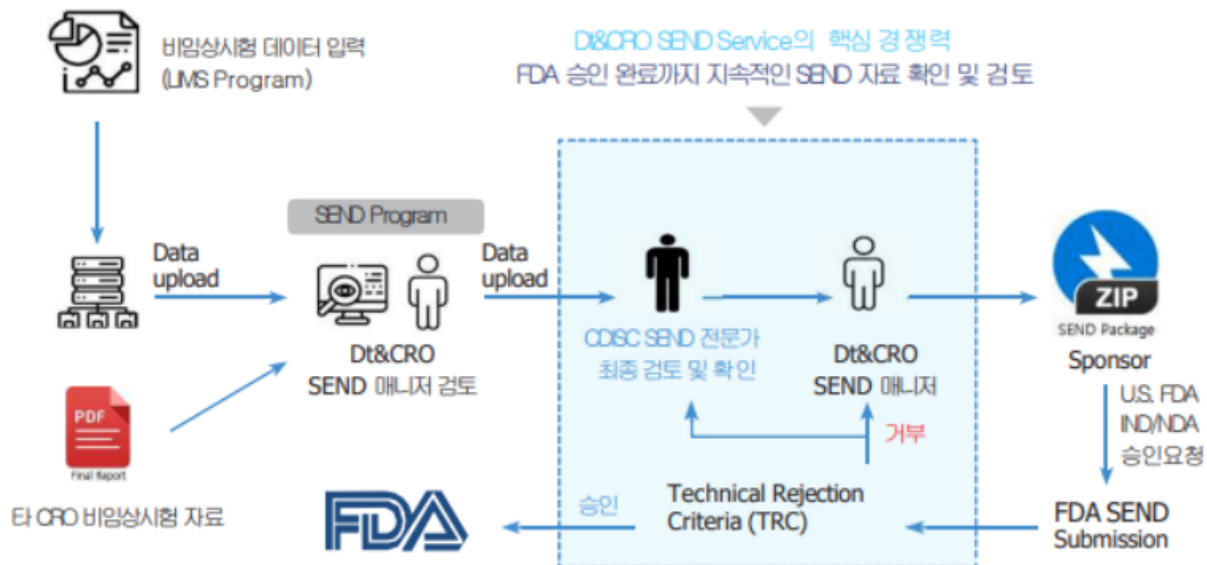 비임상시험 데이터 입력
(LIMS Program)
Dt&CRO SEND Service의 핵심 경쟁력
FDA 승인 완료까지 지속적인 SEND 자료 확인 및 검토
SEND Program
Data
upload
Data
upload
Dt&CRO
SEND 매니저 검토
CDISC SEND 전문가
최종 검토 및 확인
Dt&CRO
SEND 매니저
ZIP
SEND Package
Sponsor
U.S. FDA
IND/NDA
승인요청
PDF
Final Report
타 CRO 비임상시험 자료
거부
FDA
승인
Technical Rejection
Criteria (TRC)
FDA SEND
Submission